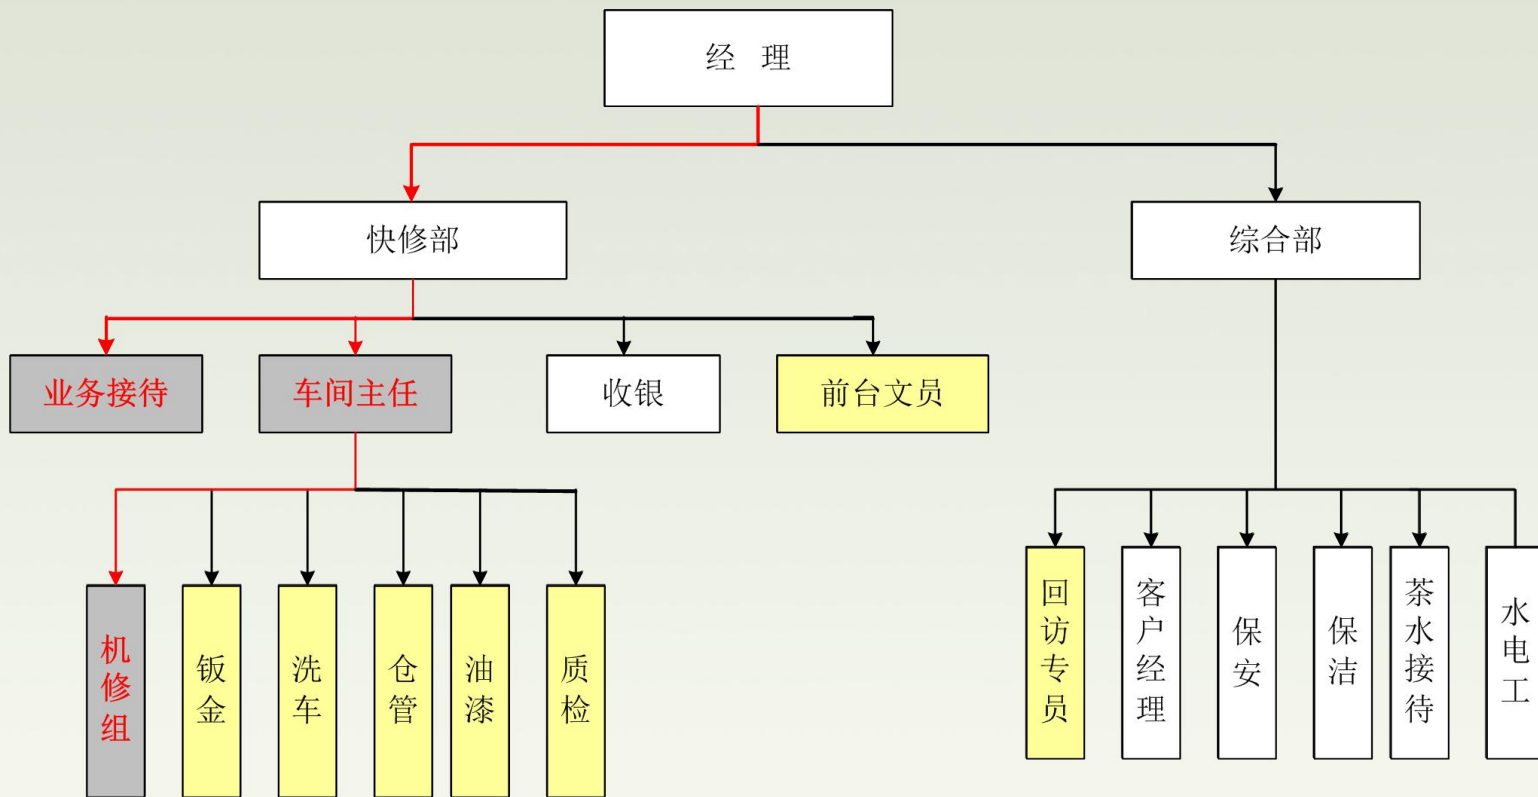 经 理
快修部
综合部
业务接待
车间主任
收银
前台文员
机修组
钣金
洗车
仓管
油漆
质检
回访专员
客户经理
保安
保洁
茶水接待
水电工